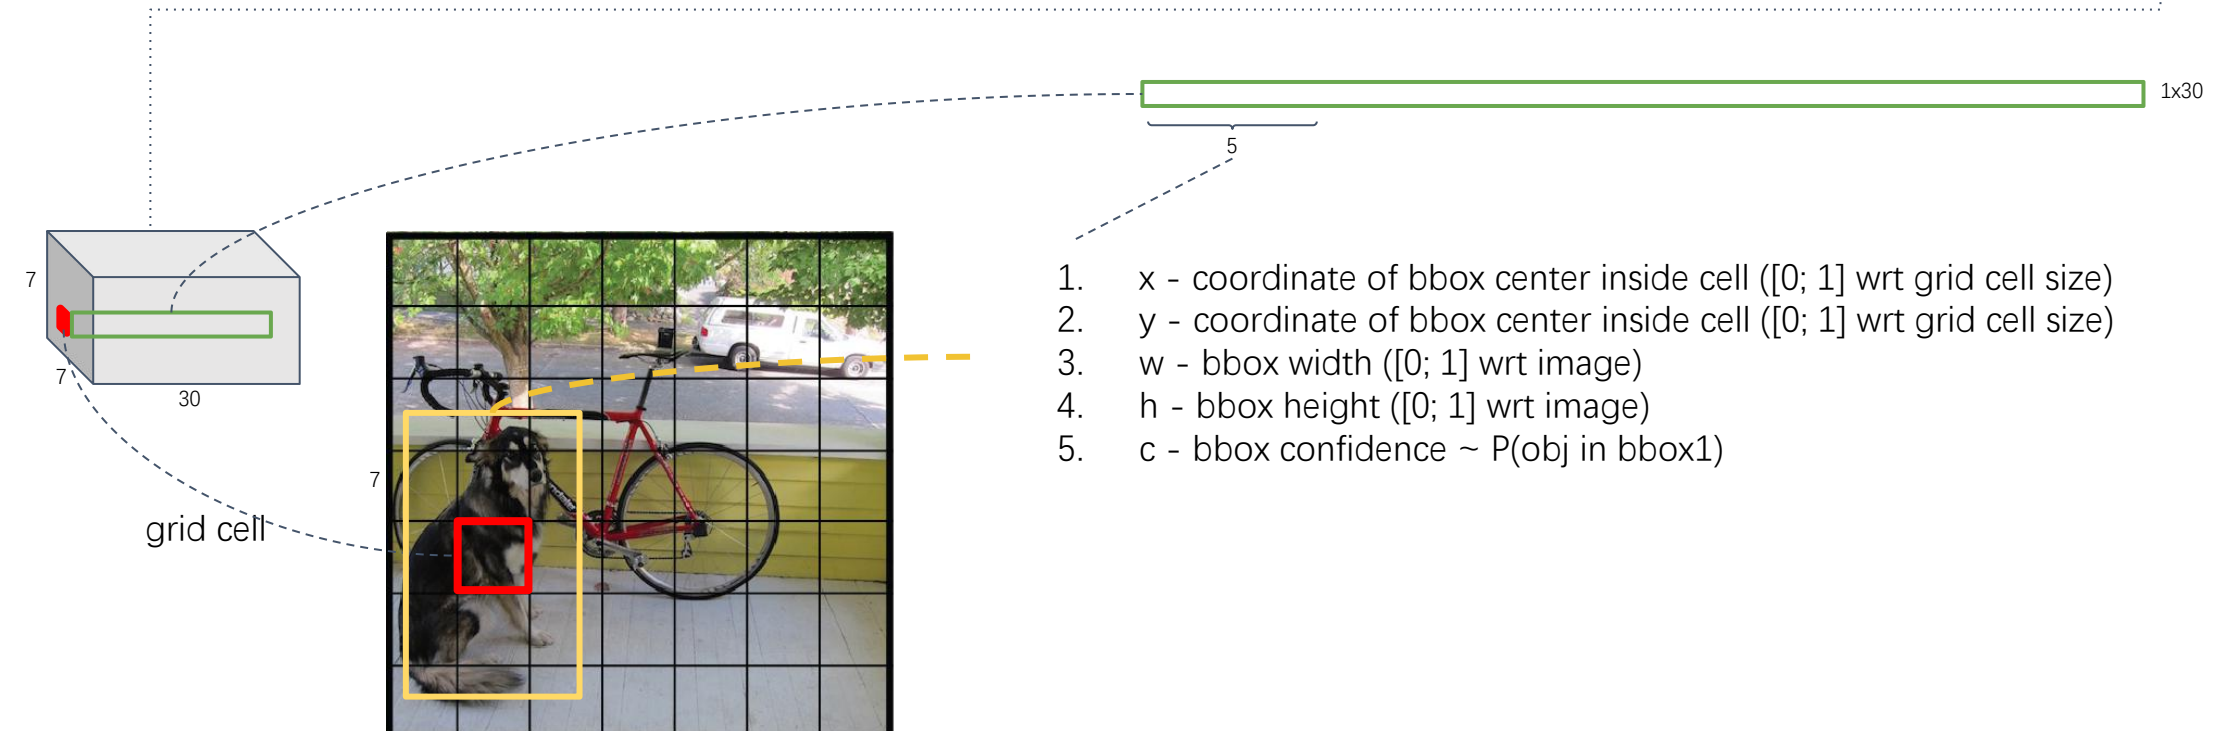 1x30
5
7
7
30
1. x - coordinate of bbox center inside cell ([0; 1] wrt grid cell size)
2. y - coordinate of bbox center inside cell ([0; 1] wrt grid cell size)
3. w - bbox width ([0; 1] wrt image)
4. h - bbox height ([0; 1] wrt image)
5. c - bbox confidence ~ P(obj in bbox1)
7
grid cell